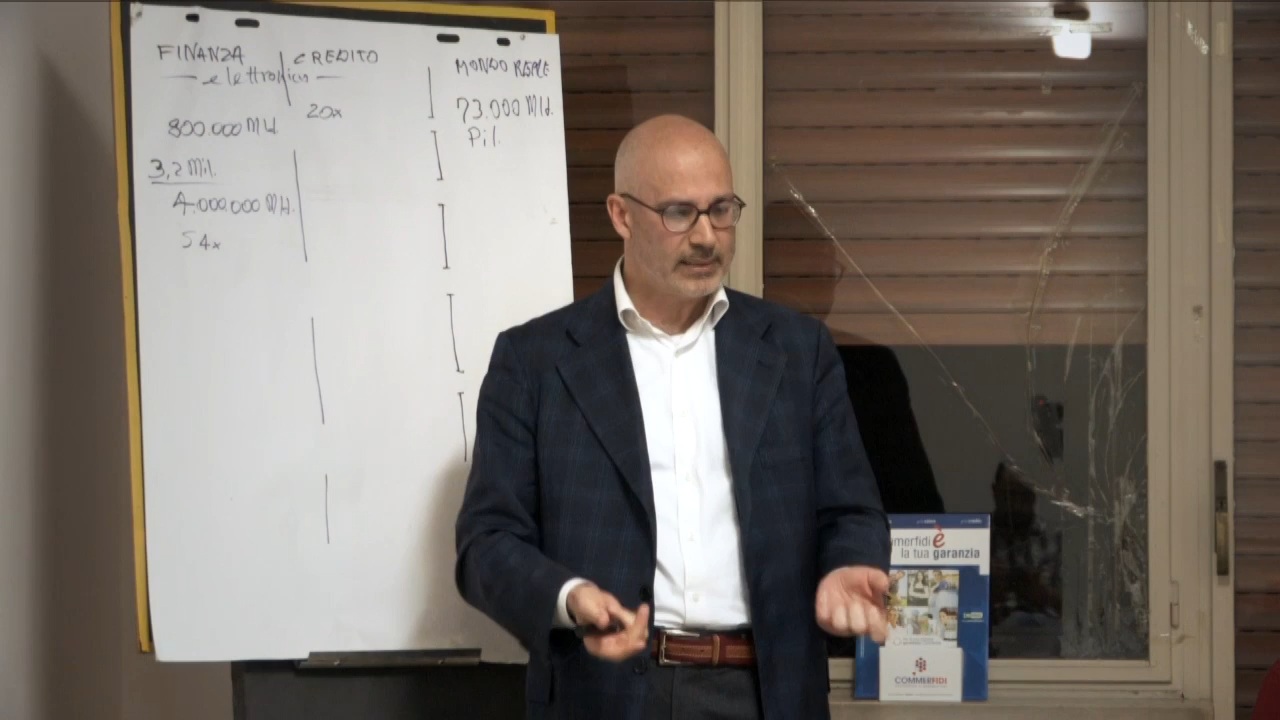 FINANZA
CREDITO
elettronico
20x
800.000 Mld.
3,2 Mil.
4.000.000 Mld.
54x
MONDO REALE
73.000 Mld.
Pil.
merfidi è
la tua garanzia
COMMERFIDI